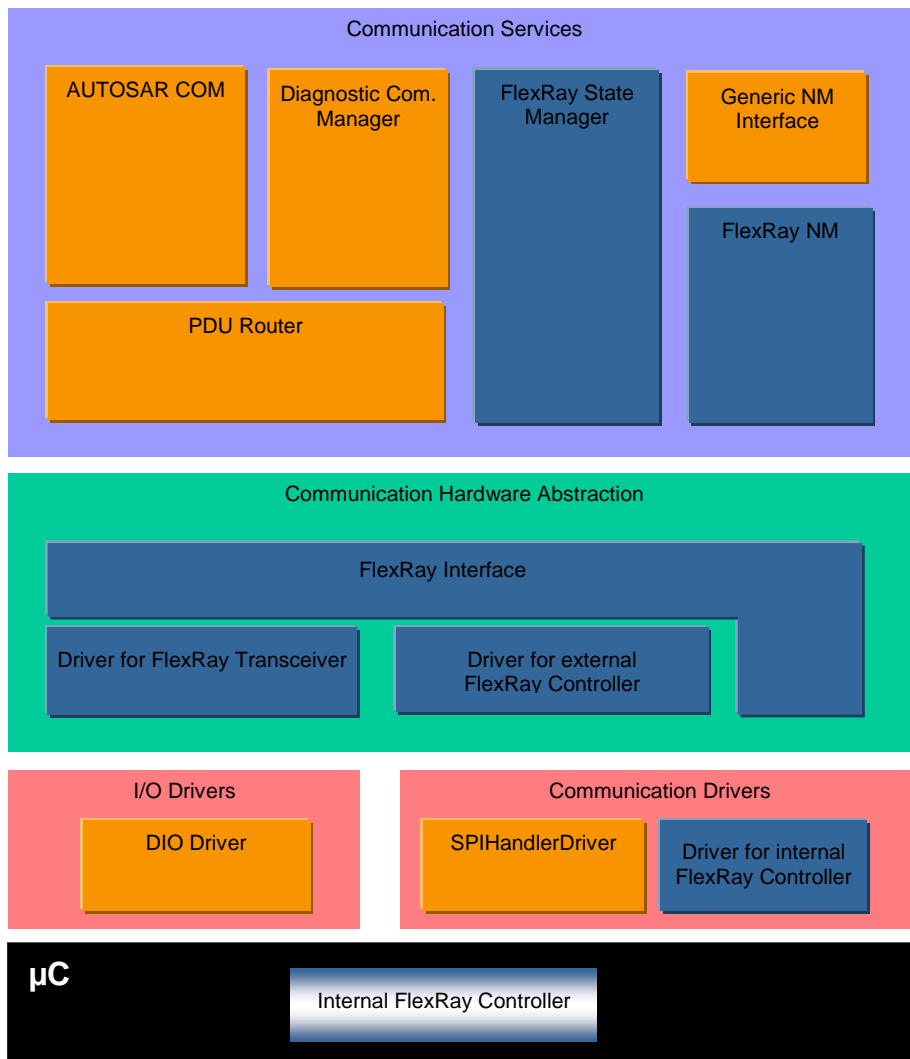 Communication Services
AUTOSAR COM
Diagnostic Com.
Manager
FlexRay State
Manager
Generic NM
Interface
FlexRay NM
PDU Router
Communication Hardware Abstraction
FlexRay Interface
Driver for FlexRay Transceiver
Driver for external
FlexRay Controller
I/O Drivers
DIO Driver
Communication Drivers
SPIHandlerDriver
Driver for internal
FlexRay Controller
µC
Internal FlexRay Controller